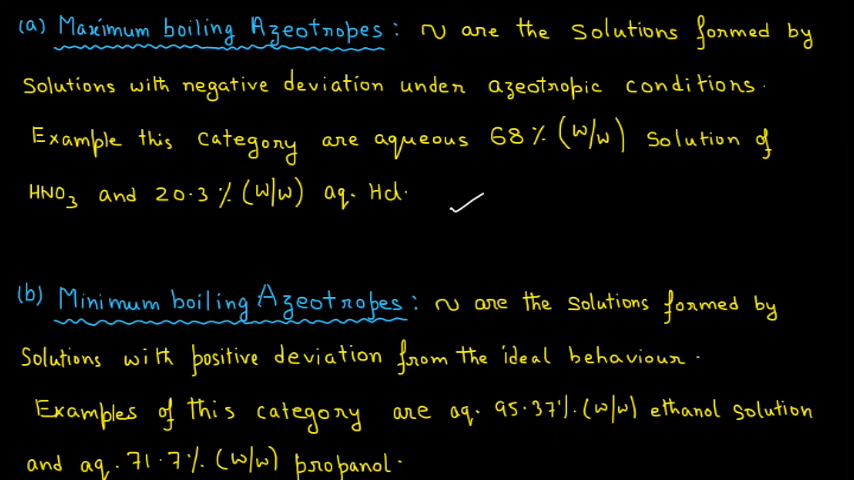 (a) Maximum boiling Azeotropes : ~ are the Solutions formed by
Solutions with negative deviation under azeotropic conditions.
Example this category are aqueous 68 % (W/W) Solution of
HNO3 and 20.3 % (W/W) aq. Hcl.
(b) Minimum boiling Azeotropes : ~ are the Solutions formed by
Solutions with positive deviation from the ideal behaviour.
Examples of this category are aq. 95.37% (W/W) ethanol solution
and aq. 71.7% (W/W) propanol.